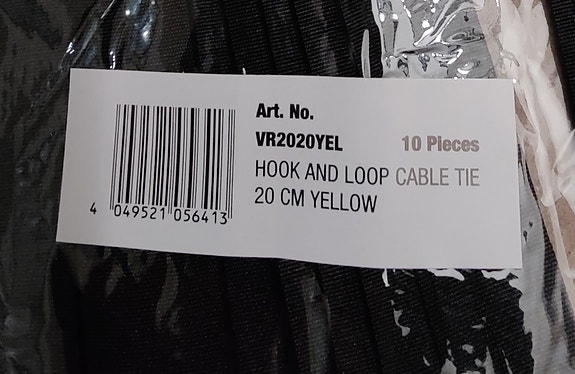 Art. No.
VR2020YEL 10 Pieces
HOOK AND LOOP CABLE TIE
20 CM YELLOW
4 049521 056413